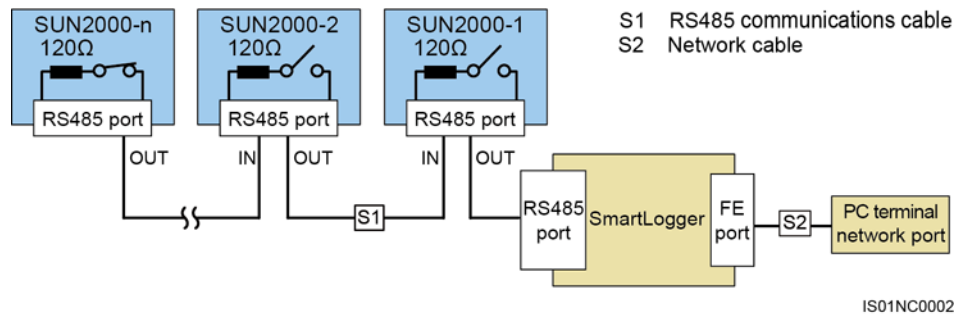 SUN2000-n
120Ω
RS485 port
OUT
SUN2000-2
120Ω
RS485 port
IN
OUT
SUN2000-1
120Ω
RS485 port
IN
OUT
S1 RS485 communications cable
S2 Network cable
S1
RS485
port
SmartLogger
FE
port
S2
PC terminal
network port
IS01NC0002